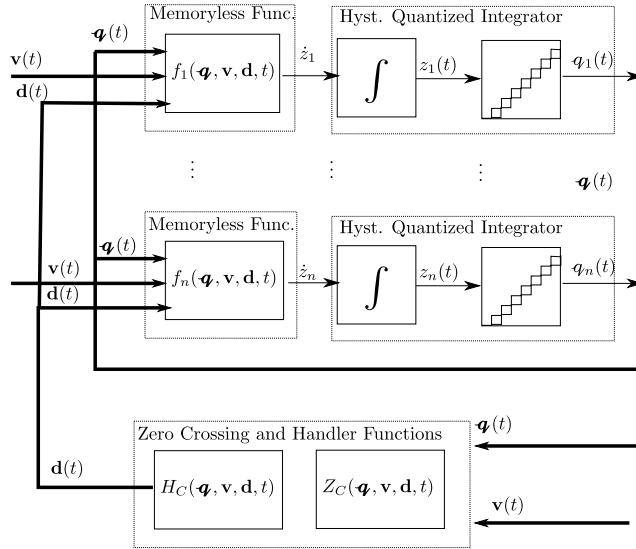 Memoryless Func.
Hyst. Quantized Integrator
q(t)
v(t)
d(t)
f₁(q, v, d, t)
ż₁
∫
z₁(t)
q₁(t)
⋮
⋮
⋮
q(t)
Memoryless Func.
Hyst. Quantized Integrator
q(t)
v(t)
d(t)
fₙ(q, v, d, t)
żₙ
∫
zₙ(t)
qₙ(t)
Zero Crossing and Handler Functions
q(t)
d(t)
H_C(q, v, d, t)
Z_C(q, v, d, t)
v(t)